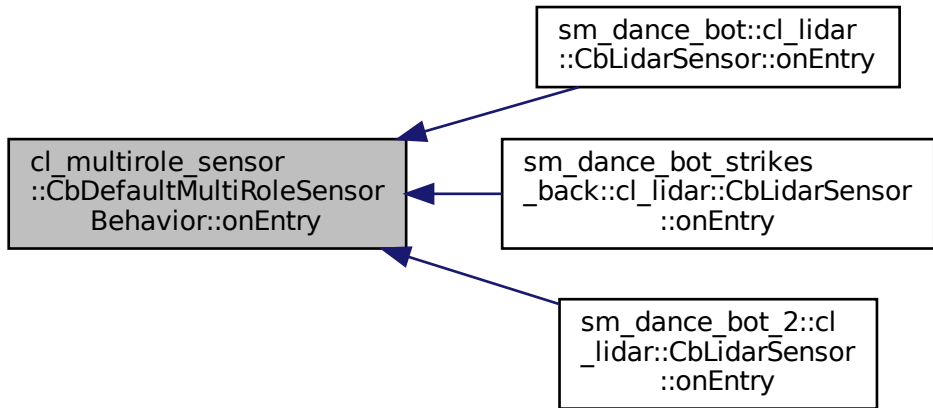 cl_multirole_sensor
::CbDefaultMultiRoleSensor
Behavior::onEntry
sm_dance_bot::cl_lidar
::CbLidarSensor::onEntry
sm_dance_bot_strikes
_back::cl_lidar::CbLidarSensor
::onEntry
sm_dance_bot_2::cl
_lidar::CbLidarSensor
::onEntry